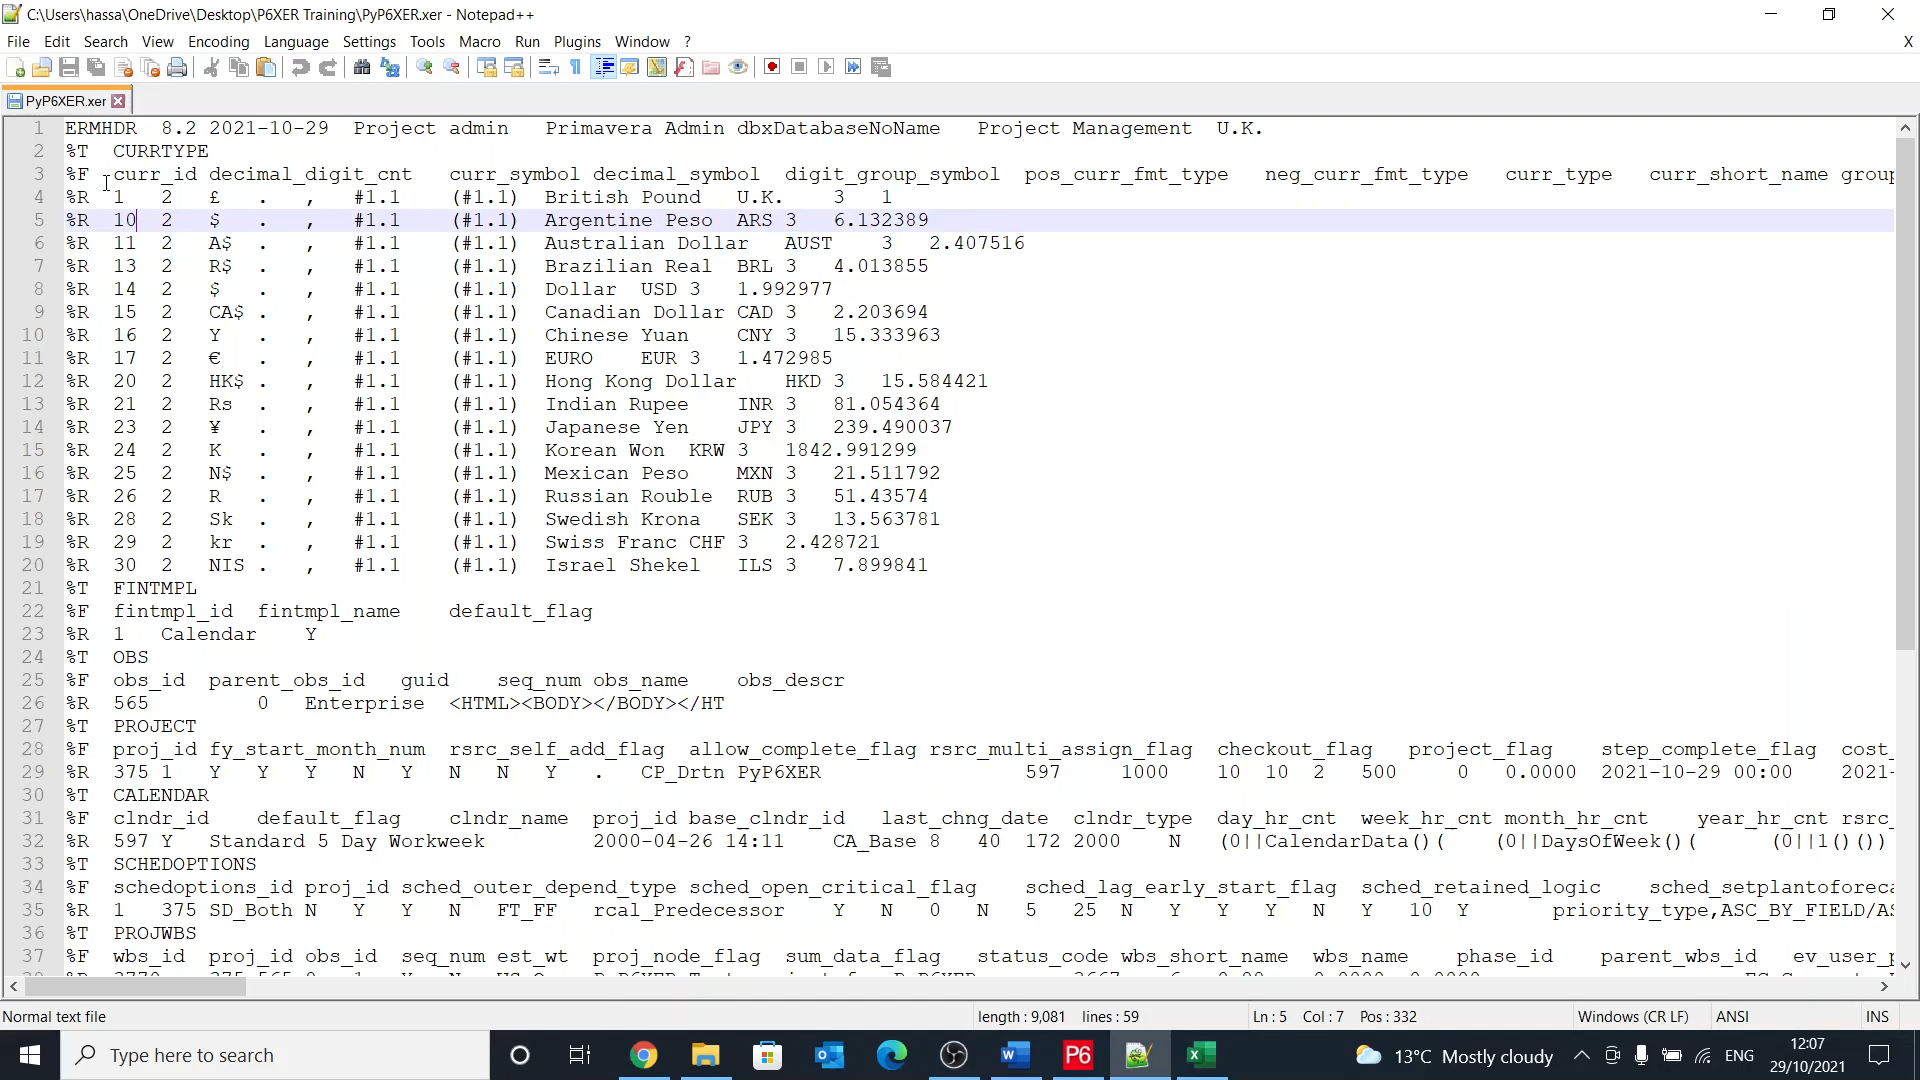 C:\Users\hassa\OneDrive\Desktop\P6XER Training\PyP6XER.xer - Notepad++
File Edit Search View Encoding Language Settings Tools Macro Run Plugins Window ? X
PyP6XER.xer
1 ERMHDR 8.2 2021-10-29 Project admin Primavera Admin dbxDatabaseNoName Project Management U.K.
2 %T CURRTYPE
3 %F curr_id decimal_digit_cnt curr_symbol decimal_symbol digit_group_symbol pos_curr_fmt_type neg_curr_fmt_type curr_type curr_short_name group
4 %R 1 2 £ . , #1.1 (#1.1) British Pound U.K. 3 1
5 %R 10 2 $ . , #1.1 (#1.1) Argentine Peso ARS 3 6.132389
6 %R 11 2 A$ . , #1.1 (#1.1) Australian Dollar AUST 3 2.407516
7 %R 13 2 R$ . , #1.1 (#1.1) Brazilian Real BRL 3 4.013855
8 %R 14 2 $ . , #1.1 (#1.1) Dollar USD 3 1.992977
9 %R 15 2 CA$ . , #1.1 (#1.1) Canadian Dollar CAD 3 2.203694
10 %R 16 2 Y . , #1.1 (#1.1) Chinese Yuan CNY 3 15.333963
11 %R 17 2 € . , #1.1 (#1.1) EURO EUR 3 1.472985
12 %R 20 2 HK$ . , #1.1 (#1.1) Hong Kong Dollar HKD 3 15.584421
13 %R 21 2 Rs . , #1.1 (#1.1) Indian Rupee INR 3 81.054364
14 %R 23 2 ¥ . , #1.1 (#1.1) Japanese Yen JPY 3 239.490037
15 %R 24 2 K . , #1.1 (#1.1) Korean Won KRW 3 1842.991299
16 %R 25 2 N$ . , #1.1 (#1.1) Mexican Peso MXN 3 21.511792
17 %R 26 2 R . , #1.1 (#1.1) Russian Rouble RUB 3 51.43574
18 %R 28 2 Sk . , #1.1 (#1.1) Swedish Krona SEK 3 13.563781
19 %R 29 2 kr . , #1.1 (#1.1) Swiss Franc CHF 3 2.428721
20 %R 30 2 NIS . , #1.1 (#1.1) Israel Shekel ILS 3 7.899841
21 %T FINTMPL
22 %F fintmpl_id fintmpl_name default_flag
23 %R 1 Calendar Y
24 %T OBS
25 %F obs_id parent_obs_id guid seq_num obs_name obs_descr
26 %R 565 0 Enterprise <HTML><BODY></BODY></HT
27 %T PROJECT
28 %F proj_id fy_start_month_num rsrc_self_add_flag allow_complete_flag rsrc_multi_assign_flag checkout_flag project_flag step_complete_flag cost_
29 %R 375 1 Y Y Y N Y N N Y . CP_Drtn PyP6XER 597 1000 10 10 2 500 0 0.0000 2021-10-29 00:00 2021-
30 %T CALENDAR
31 %F clndr_id default_flag clndr_name proj_id base_clndr_id last_chng_date clndr_type day_hr_cnt week_hr_cnt month_hr_cnt year_hr_cnt rsrc_
32 %R 597 Y Standard 5 Day Workweek 2000-04-26 14:11 CA_Base 8 40 172 2000 N (0||CalendarData()( (0||DaysOfWeek()( (0||1()())
33 %T SCHEDOPTIONS
34 %F schedoptions_id proj_id sched_outer_depend_type sched_open_critical_flag sched_lag_early_start_flag sched_retained_logic sched_setplantoforeca
35 %R 1 375 SD_Both N Y Y N FT_FF rcal_Predecessor Y N 0 N 5 25 N Y Y Y N Y 10 Y priority_type,ASC_BY_FIELD/AS
36 %T PROJWBS
37 %F wbs_id proj_id obs_id seq_num est_wt proj_node_flag sum_data_flag status_code wbs_short_name wbs_name phase_id parent_wbs_id ev_user_p
Normal text file length : 9,081 lines : 59 Ln : 5 Col : 7 Pos : 332 Windows (CR LF) ANSI INS
Type here to search P6 13°C Mostly cloudy ENG 12:07
29/10/2021